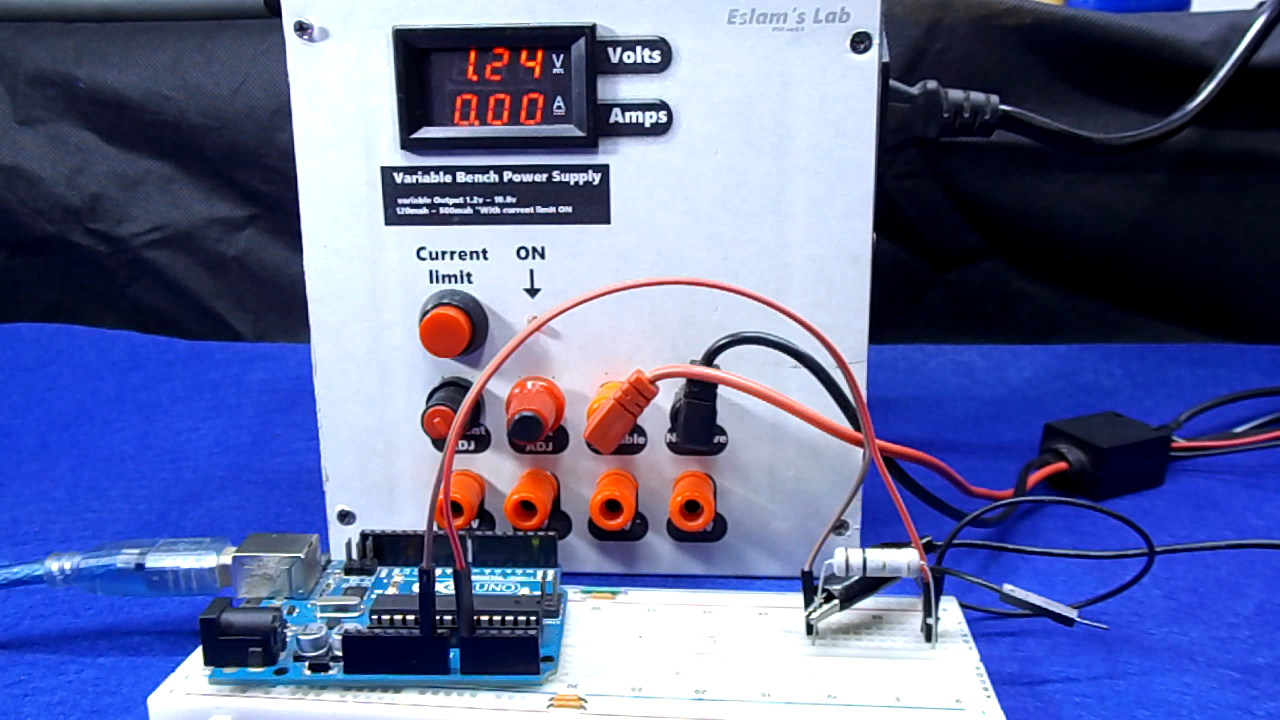 Eslam's Lab
1.24 V
Volts
0.00 A
Amps
Variable Bench Power Supply
variable Output 1.2v - 10.8v
120mah - 500mah "With current limit ON
Current
limit
ON
ADJ
ADJ
UNO